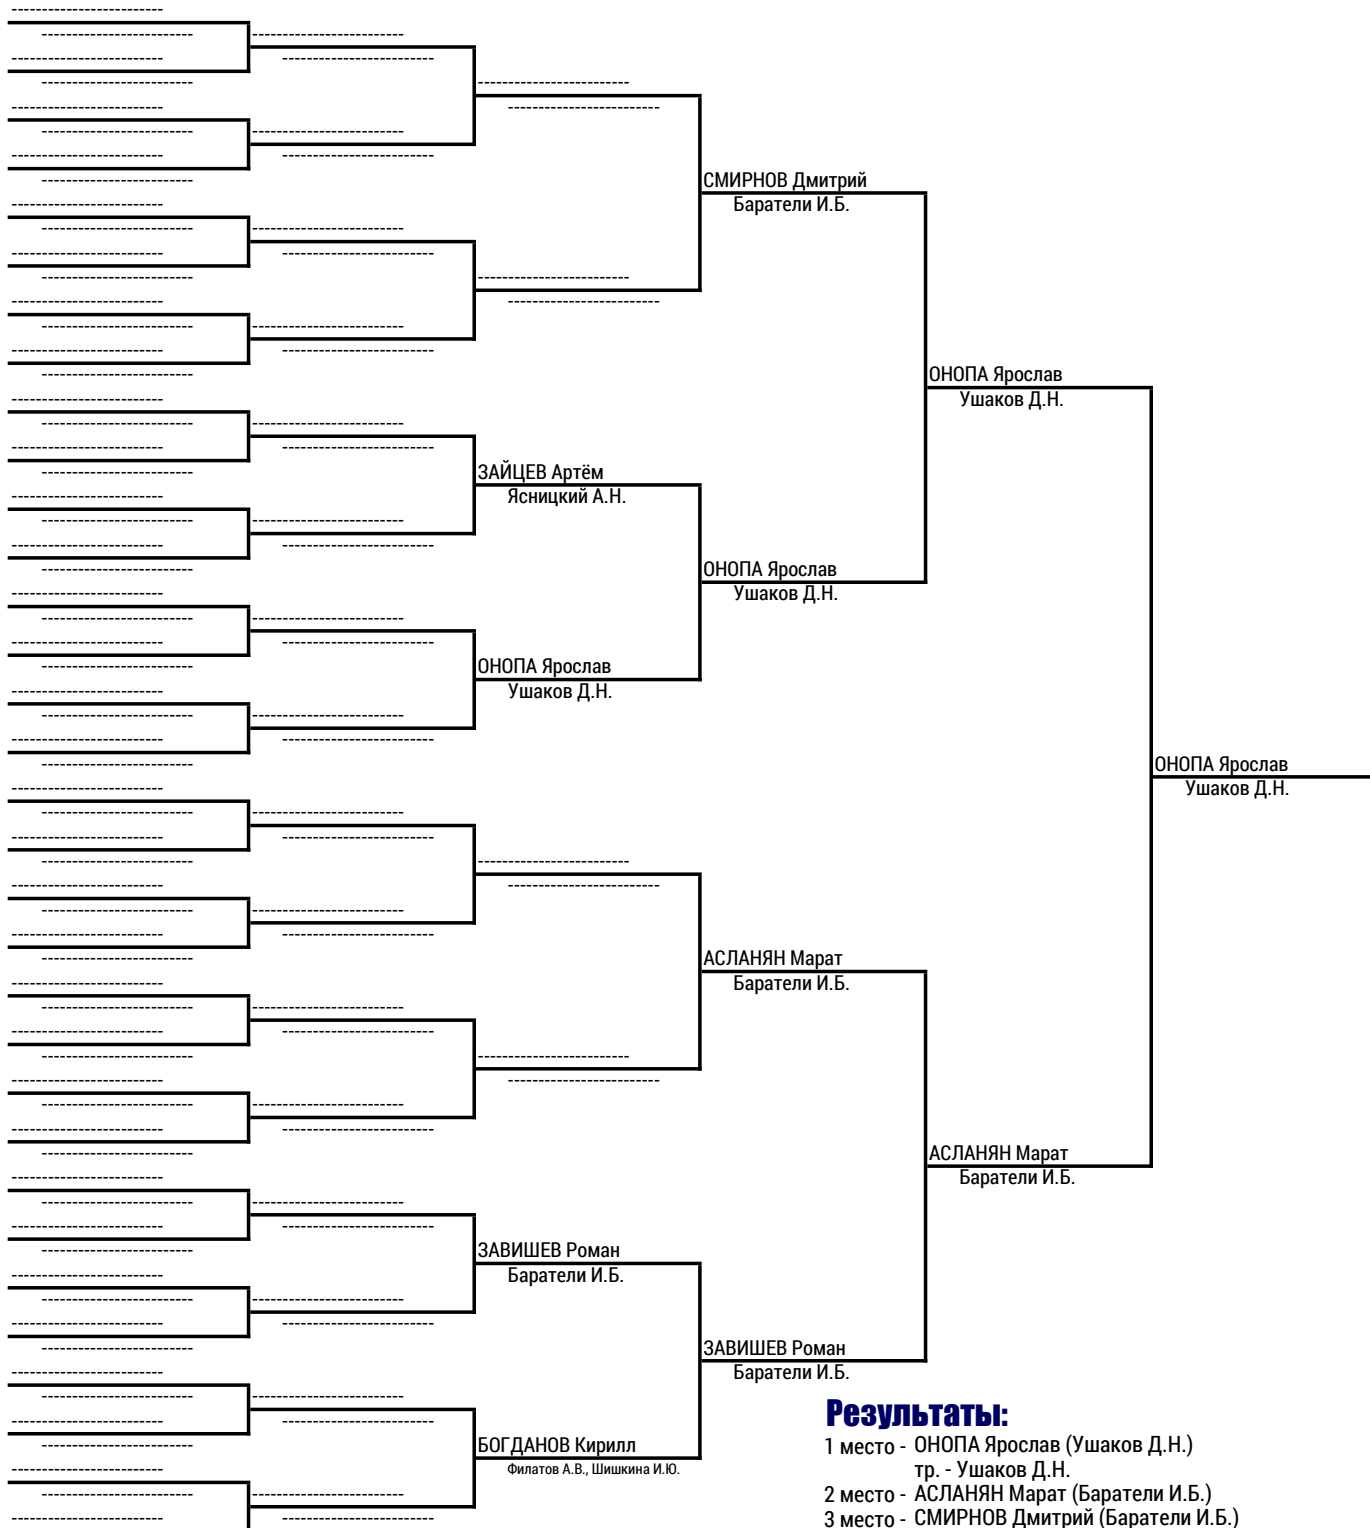 СМИРНОВ Дмитрий
Баратели И.Б.
ОНОПА Ярослав
Ушаков Д.Н.
ЗАЙЦЕВ Артём
Ясницкий А.Н.
ОНОПА Ярослав
Ушаков Д.Н.
ОНОПА Ярослав
Ушаков Д.Н.
ОНОПА Ярослав
Ушаков Д.Н.
АСЛАНЯН Марат
Баратели И.Б.
АСЛАНЯН Марат
Баратели И.Б.
ЗАВИШЕВ Роман
Баратели И.Б.
ЗАВИШЕВ Роман
Баратели И.Б.
БОГДАНОВ Кирилл
Филатов А.В., Шишкина И.Ю.
Результаты:
1 место - ОНОПА Ярослав (Ушаков Д.Н.)
тр. - Ушаков Д.Н.
2 место - АСЛАНЯН Марат (Баратели И.Б.)
3 место - СМИРНОВ Дмитрий (Баратели И.Б.)